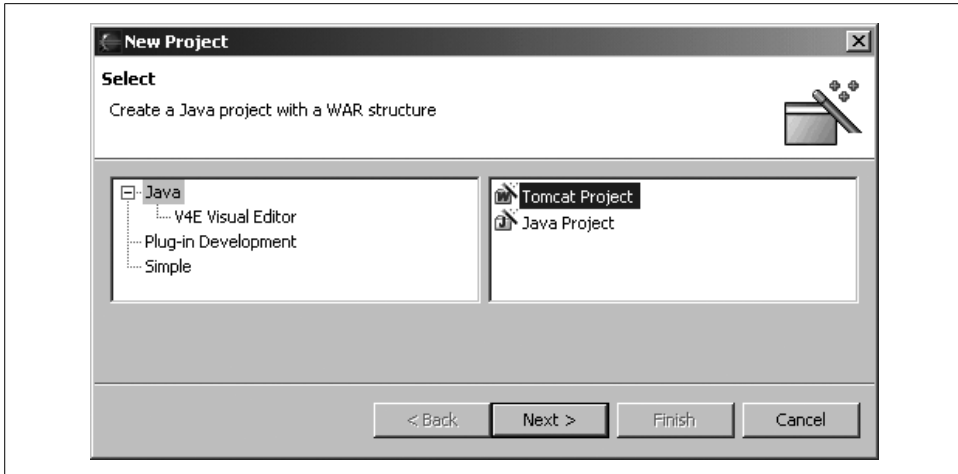 New Project
Select
Create a Java project with a WAR structure
Java
V4E Visual Editor
Plug-in Development
Simple
Tomcat Project
Java Project
< Back
Next >
Finish
Cancel